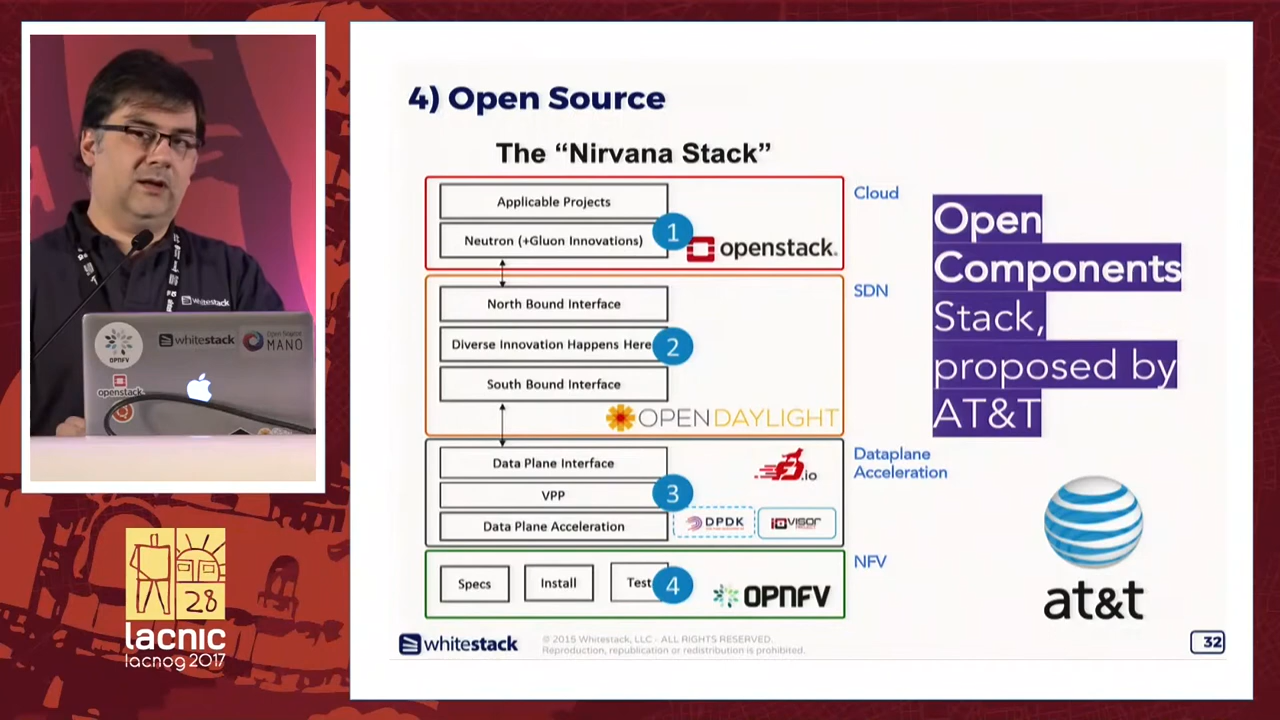 4) Open Source
The “Nirvana Stack”
Applicable Projects
Neutron (+Gluon Innovations)
1
openstack.
Cloud
North Bound Interface
Diverse Innovation Happens Here
2
South Bound Interface
OPENDAYLIGHT
SDN
Data Plane Interface
VPP
3
Data Plane Acceleration
.io
DPDK
IOVISOR
Dataplane
Acceleration
Specs
Install
Test
4
OPNFV
NFV
Open
Components
Stack,
proposed by
AT&T
at&t
whitestack
© 2015 Whitestack, LLC - ALL RIGHTS RESERVED.
Reproduction, republication or redistribution is prohibited.
32
whitestack
OPNFV
whitestack
Open Source
MANO
openstack.
28
lacnic
lacnog 2017